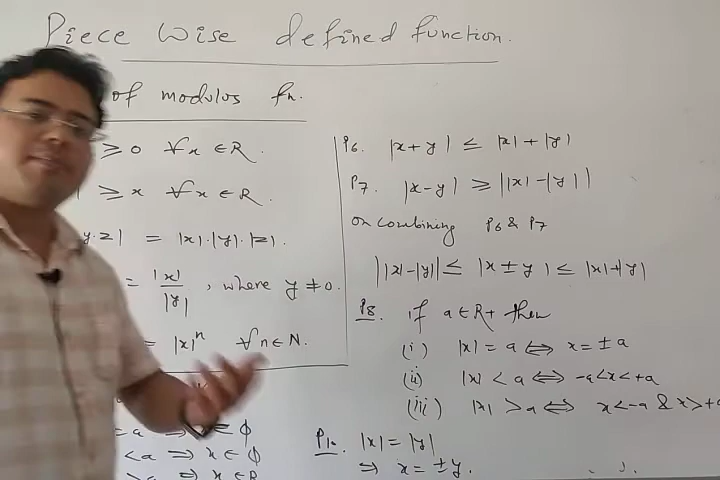 Piece Wise defined function.
of modulus fn.
≥ 0 ∀ x ∈ R.
≥ x ∀ x ∈ R.
y.z| = |x|.|y|.|z|.
= |x|/|y| , where y ≠ 0.
= |x|ⁿ ∀ n ∈ N.
= a ⇒ x ∈ ϕ
< a ⇒ x ∈ ϕ
> a ⇒ x ∈ R
P6. |x+y| ≤ |x|+|y|
P7. |x-y| ≥ ||x|-|y||
on combining P6 & P7
||x|-|y|| ≤ |x ± y| ≤ |x|+|y|
P8. if a ∈ R+ then
(i) |x| = a ⇔ x = ± a
(ii) |x| < a ⇔ -a < x < +a
(iii) |x| > a ⇔ x < -a & x > +a
P10. |x| = |y|
⇒ x = ± y.